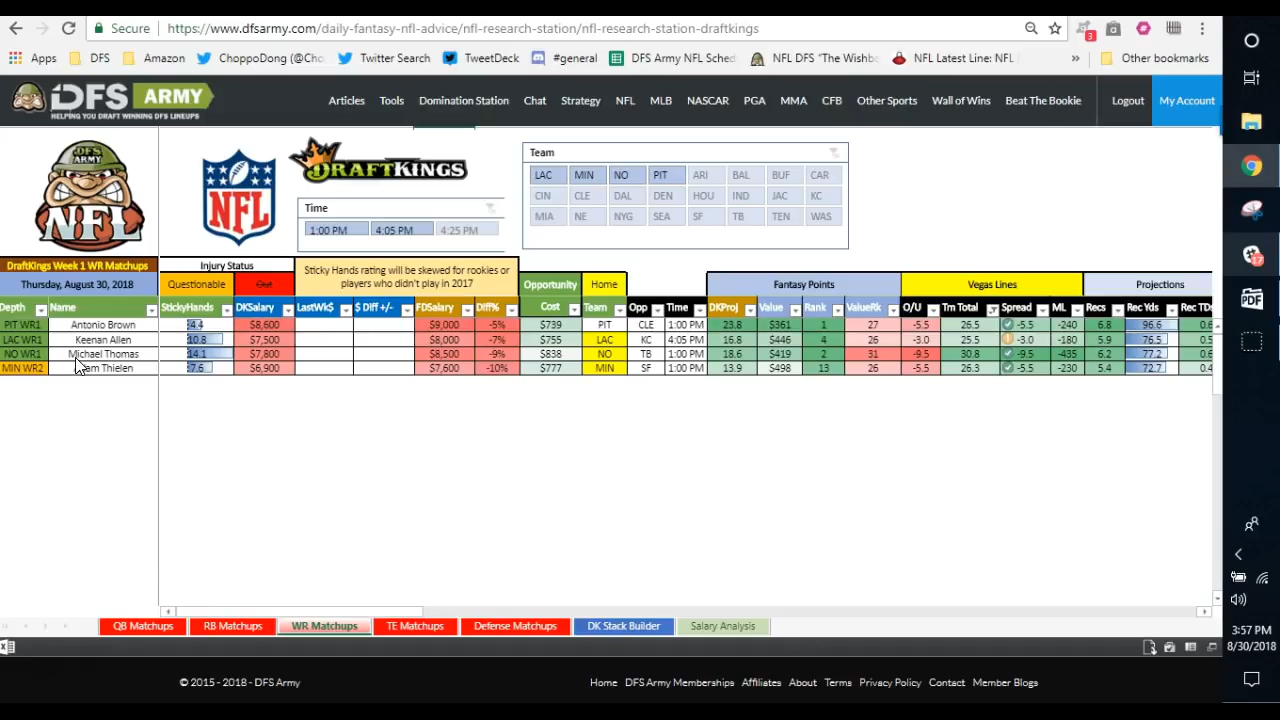 Secure https://www.dfsarmy.com/daily-fantasy-nfl-advice/nfl-research-station/nfl-research-station-draftkings
3
Apps DFS Amazon ChoppoDong (@Cho Twitter Search TweetDeck #general DFS Army NFL Sched NFL DFS "The Wishb NFL Latest Line: NFL » Other bookmarks
DFS ARMY
HELPING YOU DRAFT WINNING DFS LINEUPS
Articles Tools Domination Station Chat Strategy NFL MLB NASCAR PGA MMA CFB Other Sports Wall of Wins Beat The Bookie Logout My Account
DFS ARMY NFL
NFL
DRAFTKINGS
Time
1:00 PM 4:05 PM 4:25 PM
Team
LAC MIN NO PIT ARI BAL BUF CAR
CIN CLE DAL DEN HOU IND JAC KC
MIA NE NYG SEA SF TB TEN WAS
DraftKings Week 1 WR Matchups Injury Status Sticky Hands rating will be skewed for rookies or
Thursday, August 30, 2018 Questionable Out players who didn't play in 2017 Opportunity Home Fantasy Points Vegas Lines Projections
Depth Name StickyHands DKSalary LastWk$ $ Diff +/- FDSalary Diff% Cost Team Opp Time DKProj Value Rank ValueRk O/U Tm Total Spread ML Recs Rec Yds Rec TDs
PIT WR1 Antonio Brown 4.4 $8,600 $9,000 -5% $739 PIT CLE 1:00 PM 23.8 $361 1 27 -5.5 26.5 -5.5 -240 6.8 96.6 0.6
LAC WR1 Keenan Allen 10.8 $7,500 $8,000 -7% $755 LAC KC 4:05 PM 16.8 $446 4 26 -3.0 25.5 -3.0 -180 5.9 76.5 0.5
NO WR1 Michael Thomas 14.1 $7,800 $8,500 -9% $838 NO TB 1:00 PM 18.6 $419 2 31 -9.5 30.8 -9.5 -435 6.2 77.2 0.6
MIN WR2 Thielen 7.6 $6,900 $7,600 -10% $777 MIN SF 1:00 PM 13.9 $498 13 26 -5.5 26.3 -5.5 -230 5.4 72.7 0.4
QB Matchups RB Matchups WR Matchups TE Matchups Defense Matchups DK Stack Builder Salary Analysis
© 2015 - 2018 - DFS Army Home DFS Army Memberships Affiliates About Terms Privacy Policy Contact Member Blogs
PDF
3:57 PM
8/30/2018